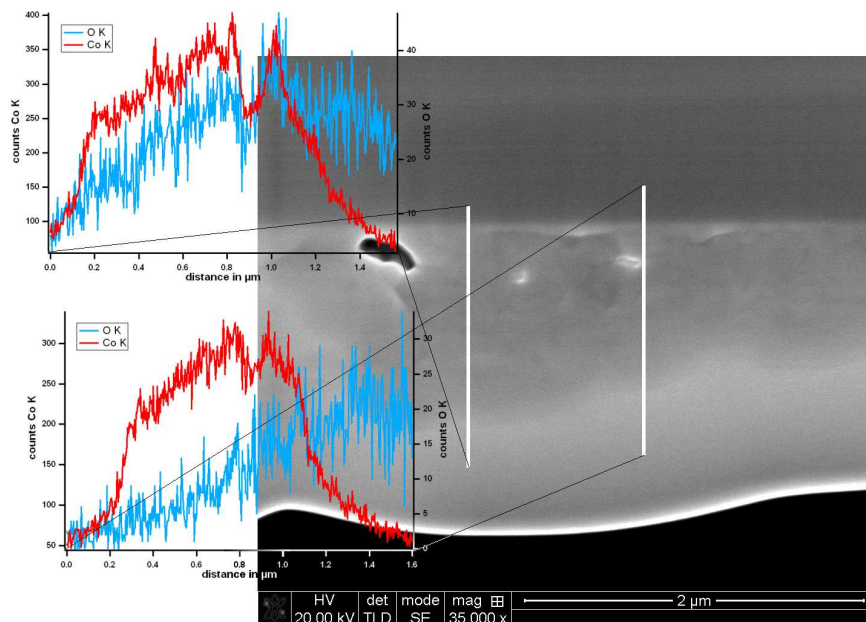 O K
Co K
counts Co K
400
350
300
250
200
150
100
40
30
20
10
counts O K
0.0 0.2 0.4 0.6 0.8 1.0 1.2 1.4
distance in µm
O K
Co K
counts Co K
300
250
200
150
100
50
30
25
20
15
10
5
0
counts O K
0.0 0.2 0.4 0.6 0.8 1.0 1.2 1.4 1.6
distance in µm
HV det mode mag 2 µm
20.00 kV TLD SE 35 000 x